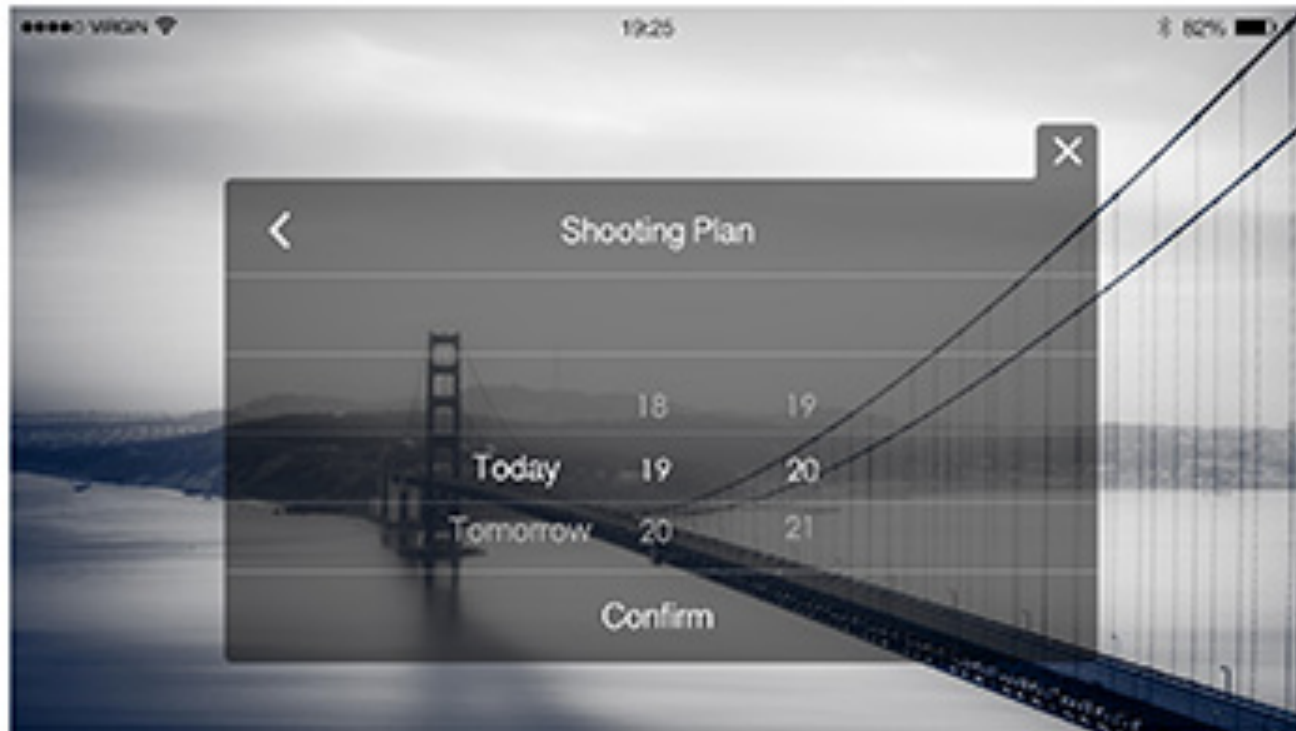 VIRGIN 19:25 82%
Shooting Plan
18 19
Today 19 20
Tomorrow 20 21
Confirm